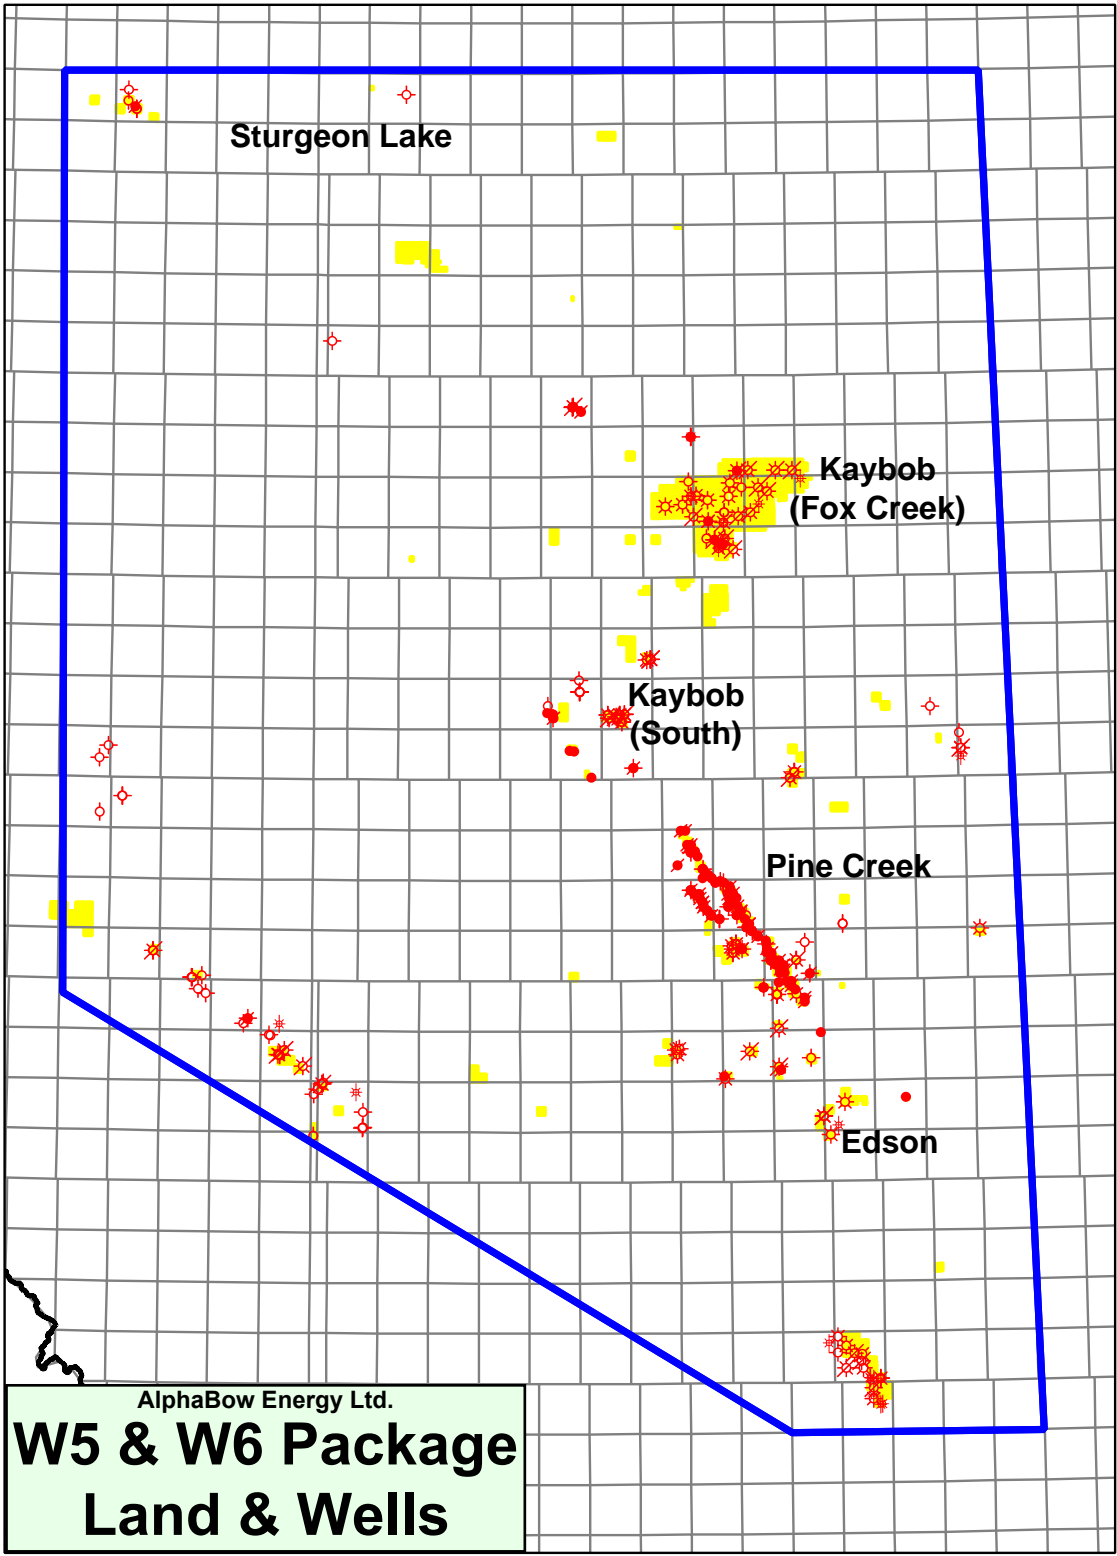 Sturgeon Lake
Kaybob
(Fox Creek)
Kaybob
(South)
Pine Creek
Edson
AlphaBow Energy Ltd.
W5 & W6 Package
Land & Wells